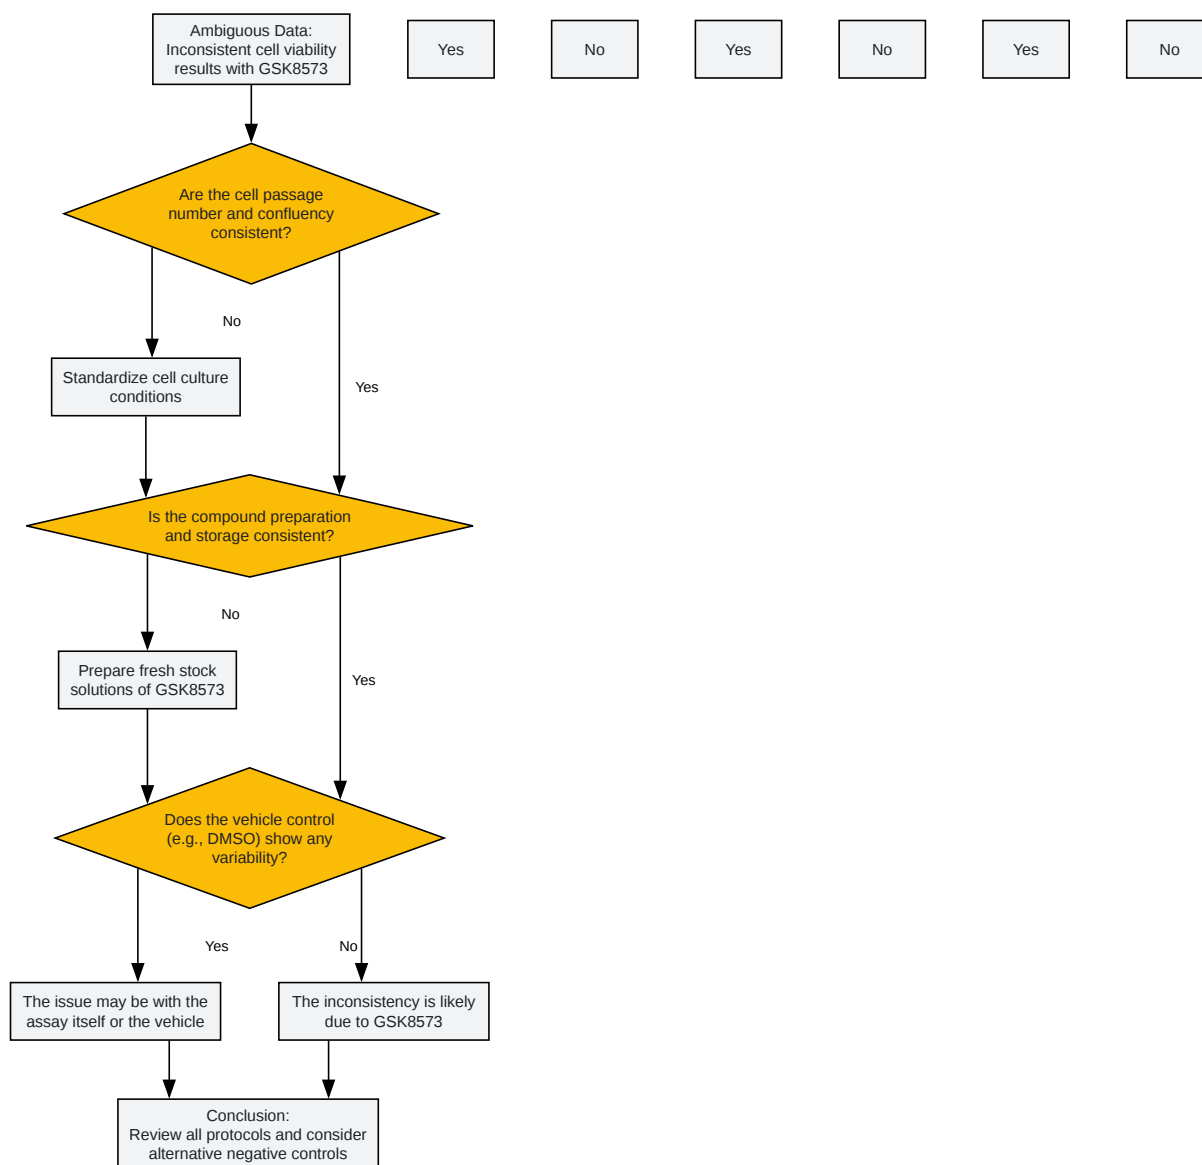 Ambiguous Data:
Inconsistent cell viability
results with GSK8573
Yes
No
Yes
No
Yes
No
Are the cell passage
number and confluency
consistent?
No
Yes
Standardize cell culture
conditions
Is the compound preparation
and storage consistent?
No
Yes
Prepare fresh stock
solutions of GSK8573
Does the vehicle control
(e.g., DMSO) show any
variability?
Yes
No
The issue may be with the
assay itself or the vehicle
The inconsistency is likely
due to GSK8573
Conclusion:
Review all protocols and consider
alternative negative controls